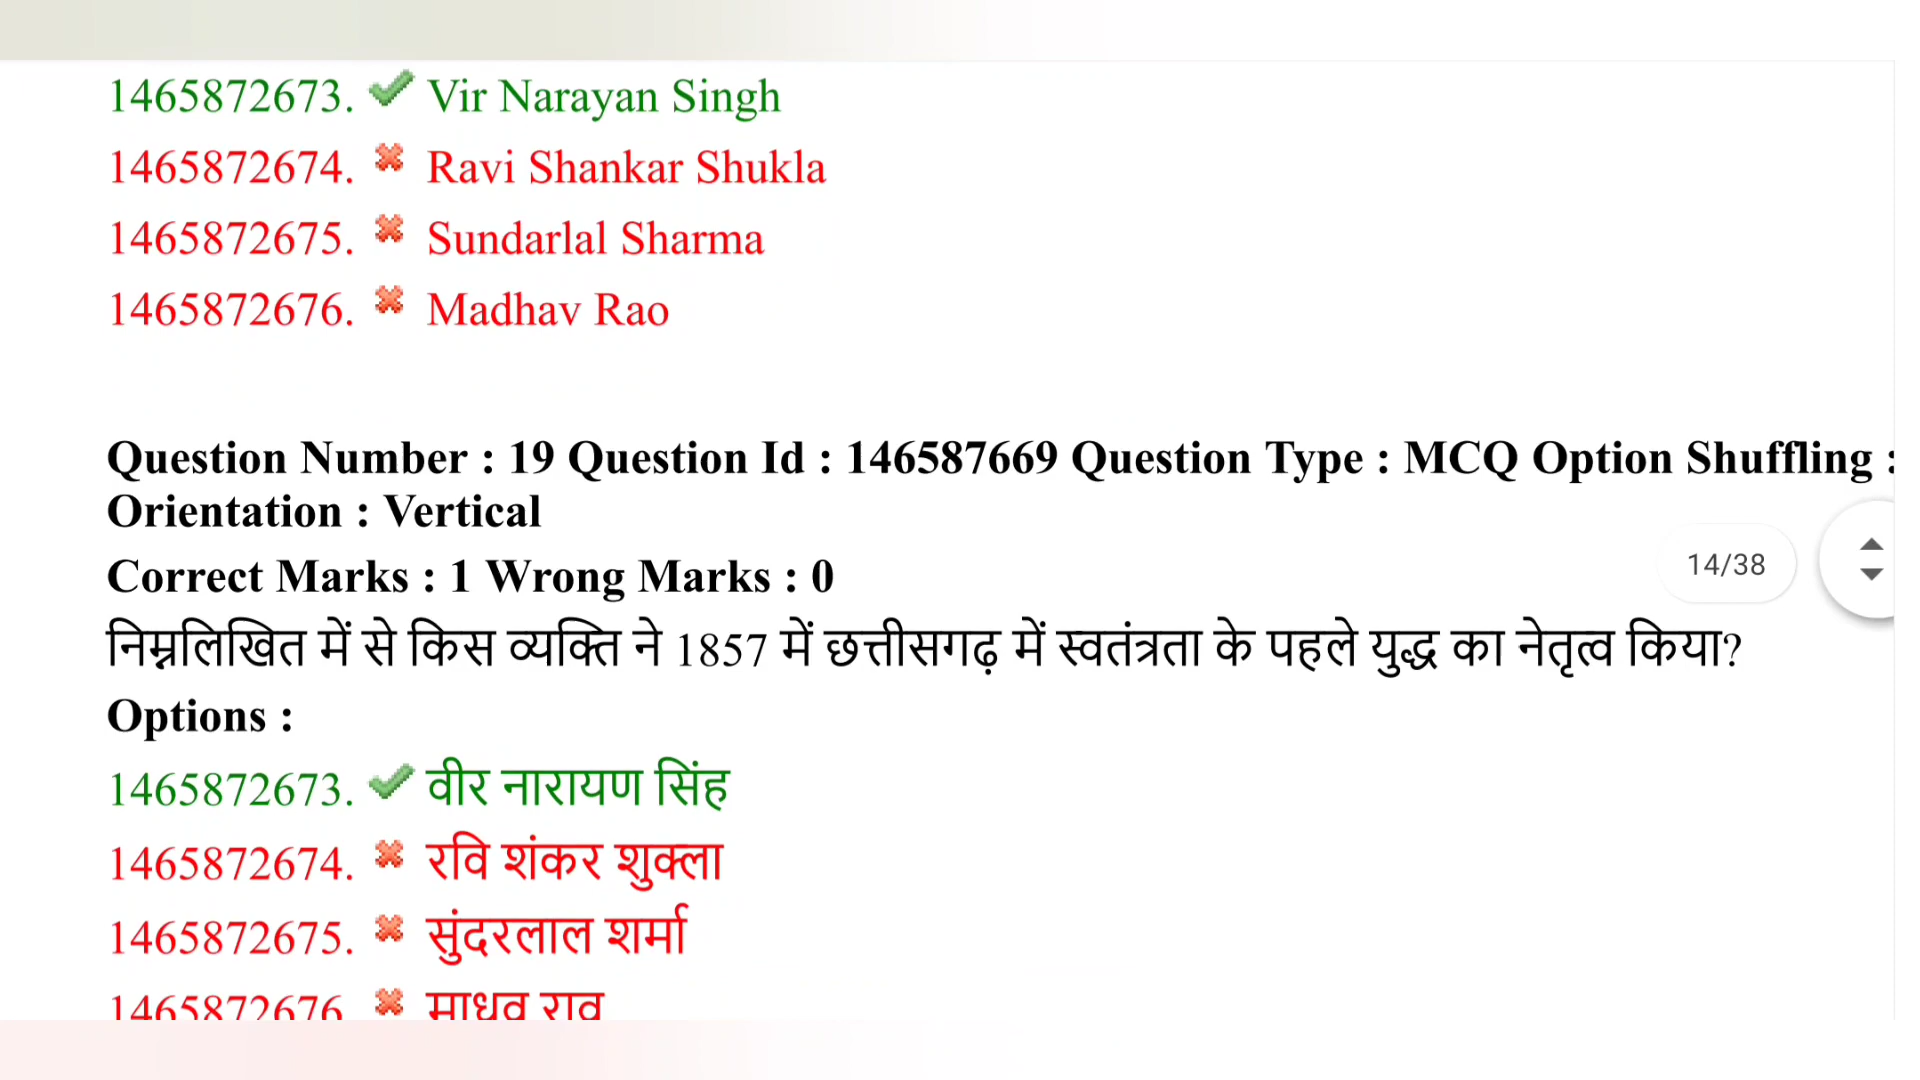 1465872673. Vir Narayan Singh
1465872674. Ravi Shankar Shukla
1465872675. Sundarlal Sharma
1465872676. Madhav Rao
Question Number : 19 Question Id : 146587669 Question Type : MCQ Option Shuffling :
Orientation : Vertical
Correct Marks : 1 Wrong Marks : 0
14/38
निम्नलिखित में से किस व्यक्ति ने 1857 में छत्तीसगढ़ में स्वतंत्रता के पहले युद्ध का नेतृत्व किया?
Options :
1465872673. वीर नारायण सिंह
1465872674. रवि शंकर शुक्ला
1465872675. सुंदरलाल शर्मा
1465872676. माधव राव